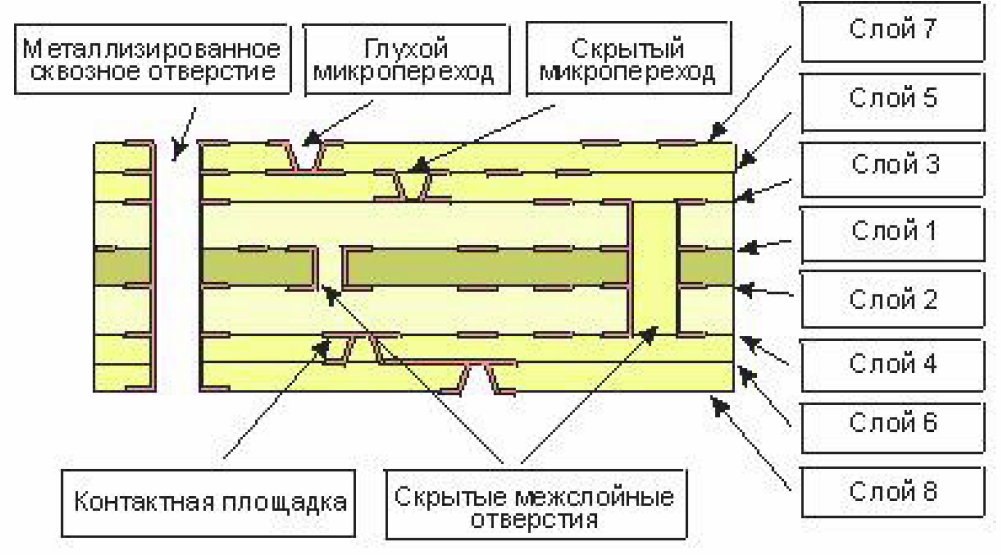 Металлизированное
сквозное отверстие
Глухой
микропереход
Скрытый
микропереход
Слой 7
Слой 5
Слой 3
Слой 1
Слой 2
Слой 4
Слой 6
Слой 8
Контактная площадка
Скрытые межслойные
отверстия